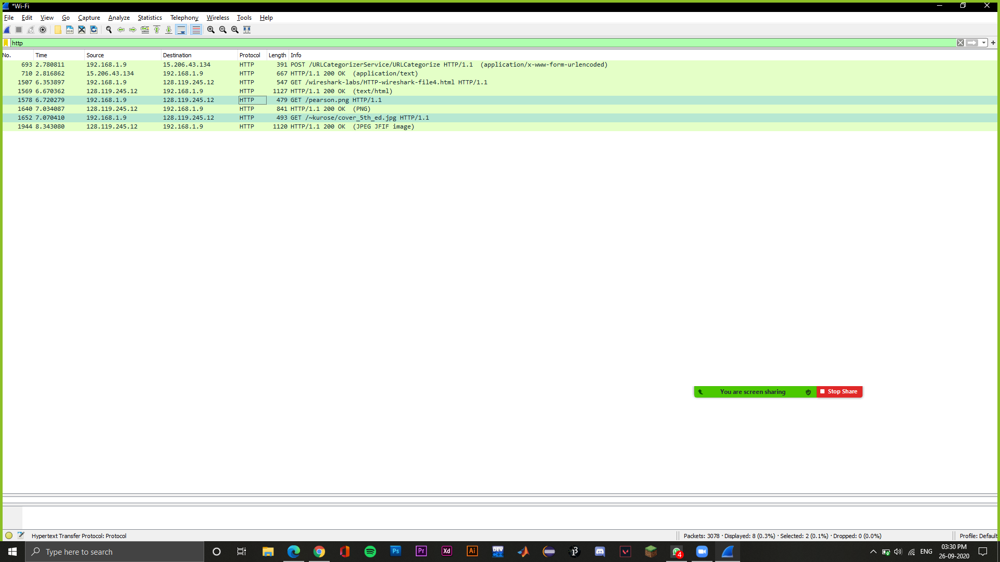 *Wi-Fi
File Edit View Go Capture Analyze Statistics Telephony Wireless Tools Help
http
No. Time Source Destination Protocol Length Info
693 2.780811 192.168.1.9 15.206.43.134 HTTP 391 POST /URLCategorizerService/URLCategorize HTTP/1.1 (application/x-www-form-urlencoded)
710 2.816862 15.206.43.134 192.168.1.9 HTTP 667 HTTP/1.1 200 OK (application/text)
1507 6.353897 192.168.1.9 128.119.245.12 HTTP 547 GET /wireshark-labs/HTTP-wireshark-file4.html HTTP/1.1
1569 6.670362 128.119.245.12 192.168.1.9 HTTP 1127 HTTP/1.1 200 OK (text/html)
1578 6.720279 192.168.1.9 128.119.245.12 HTTP 479 GET /pearson.png HTTP/1.1
1640 7.034087 128.119.245.12 192.168.1.9 HTTP 841 HTTP/1.1 200 OK (PNG)
1652 7.070410 192.168.1.9 128.119.245.12 HTTP 493 GET /~kurose/cover_5th_ed.jpg HTTP/1.1
1944 8.343080 128.119.245.12 192.168.1.9 HTTP 1120 HTTP/1.1 200 OK (JPEG JFIF image)
You are screen sharing Stop Share
Hypertext Transfer Protocol: Protocol Packets: 3078 · Displayed: 8 (0.3%) · Selected: 2 (0.1%) · Dropped: 0 (0.0%) Profile: Default
Type here to search Ps Pr Xd Ai DEV 4 ENG 03:30 PM
26-09-2020